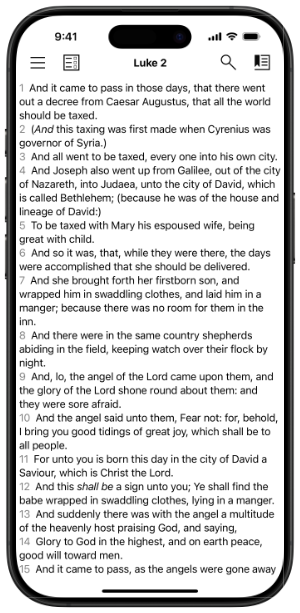 9:41
Luke 2
1 And it came to pass in those days, that there went
out a decree from Caesar Augustus, that all the world
should be taxed.
2 (And this taxing was first made when Cyrenius was
governor of Syria.)
3 And all went to be taxed, every one into his own city.
4 And Joseph also went up from Galilee, out of the city
of Nazareth, into Judaea, unto the city of David, which
is called Bethlehem; (because he was of the house and
lineage of David:)
5 To be taxed with Mary his espoused wife, being
great with child.
6 And so it was, that, while they were there, the days
were accomplished that she should be delivered.
7 And she brought forth her firstborn son, and
wrapped him in swaddling clothes, and laid him in a
manger; because there was no room for them in the
inn.
8 And there were in the same country shepherds
abiding in the field, keeping watch over their flock by
night.
9 And, lo, the angel of the Lord came upon them, and
the glory of the Lord shone round about them: and
they were sore afraid.
10 And the angel said unto them, Fear not: for, behold,
I bring you good tidings of great joy, which shall be to
all people.
11 For unto you is born this day in the city of David a
Saviour, which is Christ the Lord.
12 And this shall be a sign unto you; Ye shall find the
babe wrapped in swaddling clothes, lying in a manger.
13 And suddenly there was with the angel a multitude
of the heavenly host praising God, and saying,
14 Glory to God in the highest, and on earth peace,
good will toward men.
15 And it came to pass, as the angels were gone away